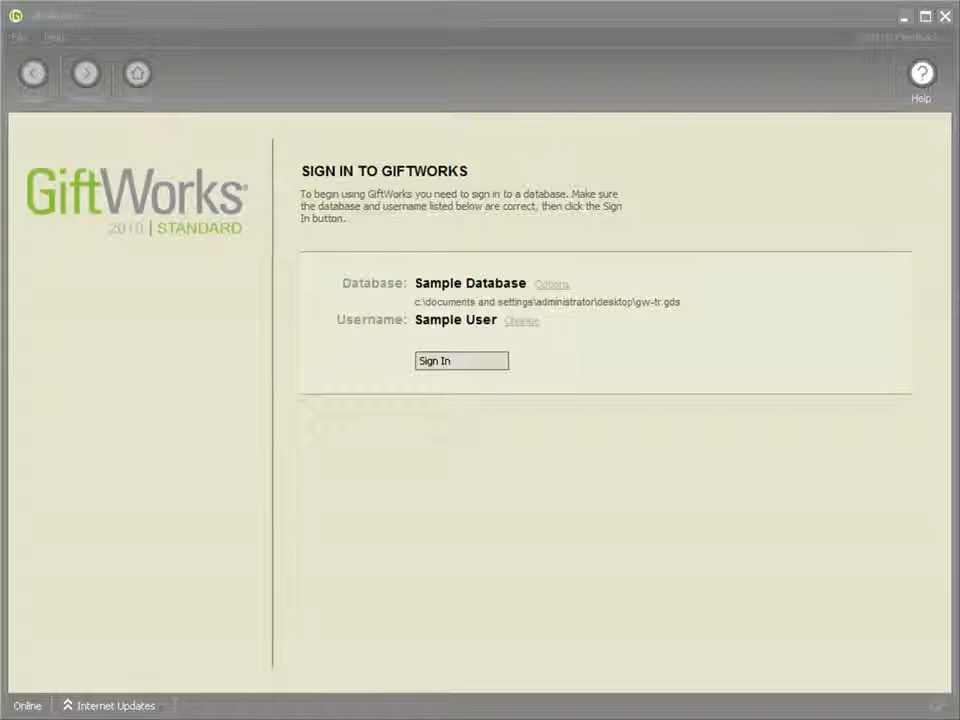 Help
GiftWorks®
2010 | STANDARD
SIGN IN TO GIFTWORKS
To begin using GiftWorks you need to sign in to a database. Make sure
the database and username listed below are correct, then click the Sign
In button.
Database: Sample Database Options
c:\documents and settings\administrator\desktop\gw-tr.gds
Username: Sample User Change
Sign In
Online Internet Updates